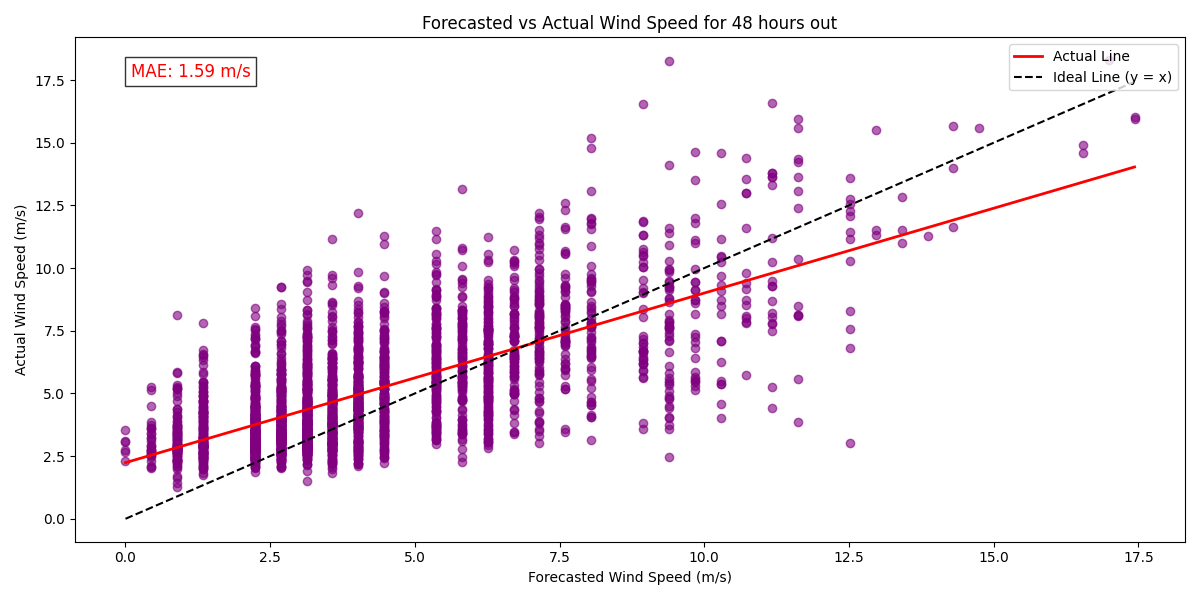 Forecasted vs Actual Wind Speed for 48 hours out
MAE: 1.59 m/s
Actual Line
Ideal Line (y = x)
Actual Wind Speed (m/s)
17.5
15.0
12.5
10.0
7.5
5.0
2.5
0.0
0.0 2.5 5.0 7.5 10.0 12.5 15.0 17.5
Forecasted Wind Speed (m/s)